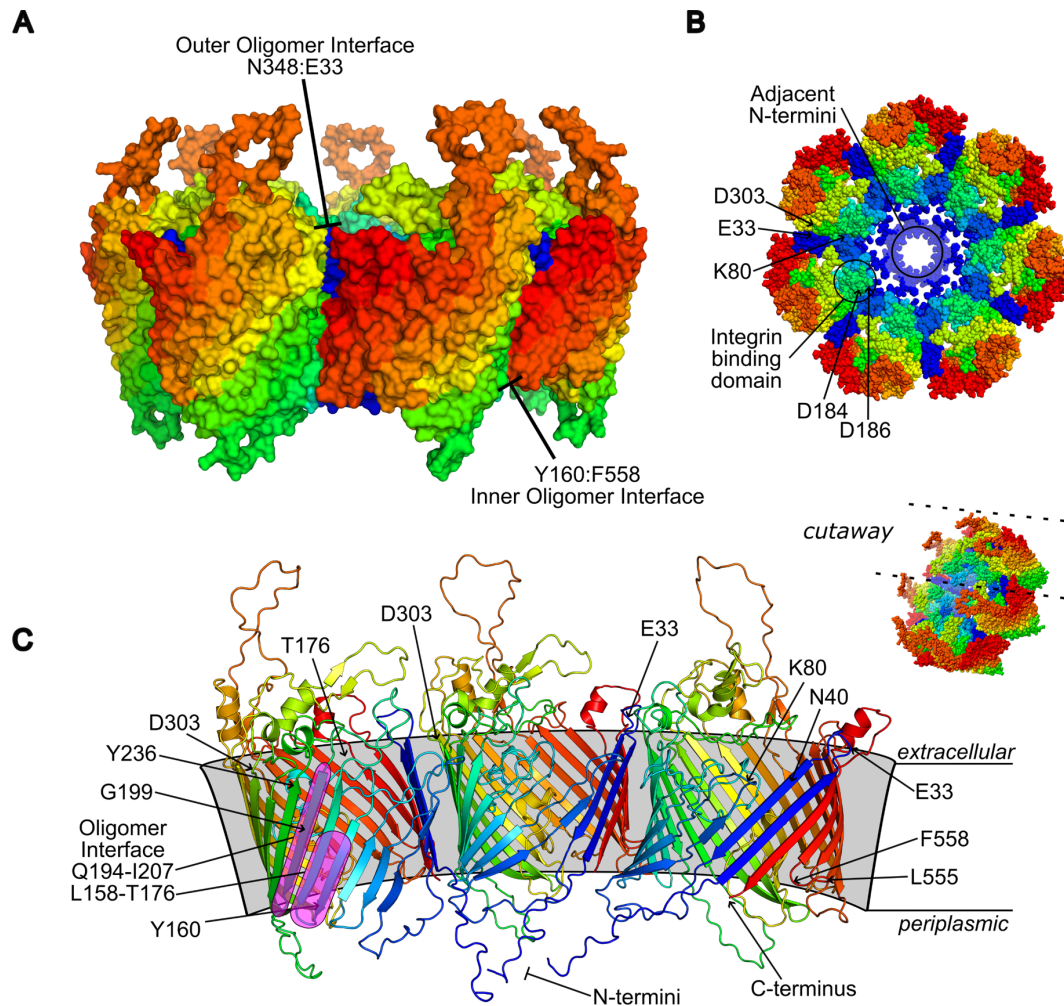 A
Outer Oligomer Interface
N348:E33
Y160:F558
Inner Oligomer Interface
B
Adjacent
N-termini
D303
E33
K80
Integrin
binding
domain
D184
D186
cutaway
C
T176
D303
E33
K80
N40
D303
Y236
G199
Oligomer
Interface
Q194-I207
L158-T176
Y160
extracellular
E33
F558
L555
periplasmic
C-terminus
N-termini